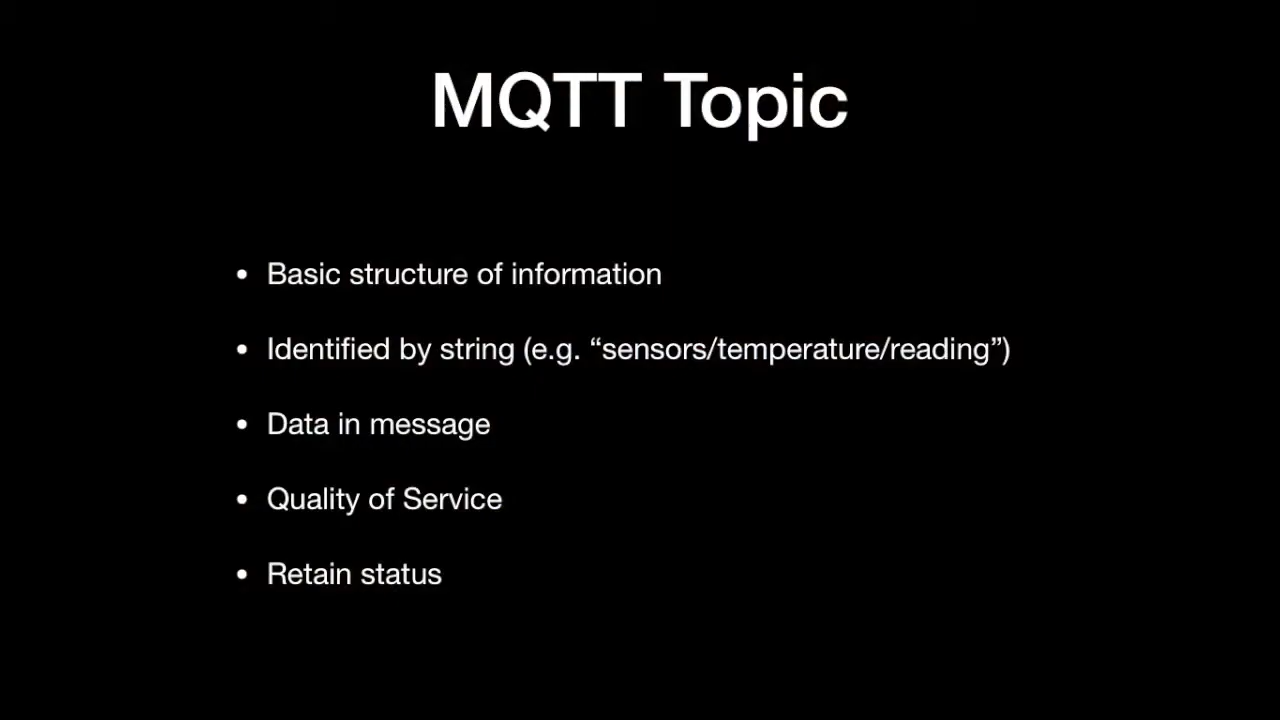 MQTT Topic
• Basic structure of information
• Identified by string (e.g. “sensors/temperature/reading”)
• Data in message
• Quality of Service
• Retain status